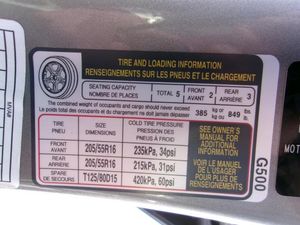 TIRE AND LOADING INFORMATION
RENSEIGNEMENTS SUR LES PNEUS ET LE CHARGEMENT
SEATING CAPACITY
NOMBRE DE PLACES
TOTAL 5
FRONT
AVANT 2
REAR
ARRIÈRE 3
The combined weight of occupants and cargo should never exceed
Le poids total des occupants et du chargement ne doit jamais dépasser
385 kg or kg ou 849 lbs. lb.
TIRE
PNEU
SIZE
DIMENSIONS
COLD TIRE PRESSURE
PRESSION DES PNEUS À FROID
FRONT
AVANT
205/55R16
235kPa, 34psi
REAR
ARRIÈRE
205/55R16
215kPa, 31psi
SPARE
DE SECOURS
T125/80D15
420kPa, 60psi
SEE OWNER'S
MANUAL FOR
ADDITIONAL
INFORMATION
VOIR LE MANUEL
DE L'USAGER
POUR PLUS DE
RENSEIGNEMENTS
G500
MOT